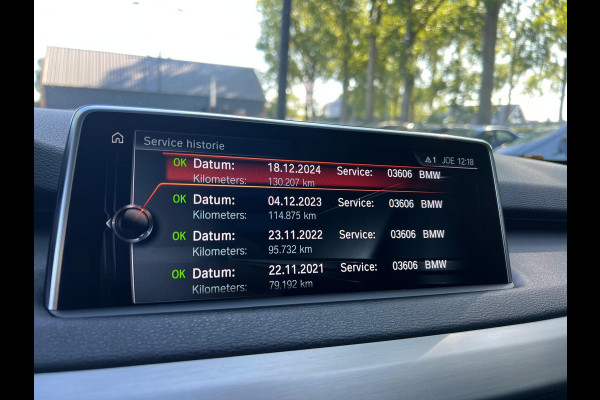 Service historie
1 JOE 12:18
OK Datum: 18.12.2024 Service: 03606 BMW
Kilometers: 130.207 km
OK Datum: 04.12.2023 Service: 03606 BMW
Kilometers: 114.875 km
OK Datum: 23.11.2022 Service: 03606 BMW
Kilometers: 95.732 km
OK Datum: 22.11.2021 Service: 03606 BMW
Kilometers: 79.192 km